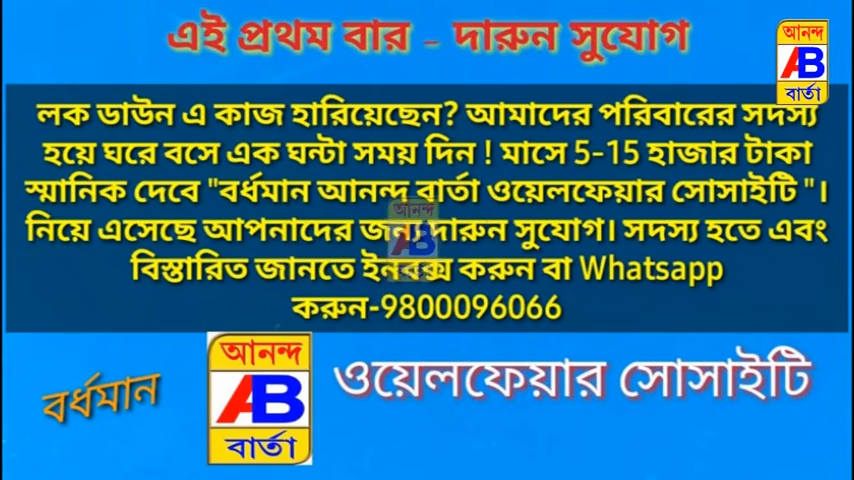 এই প্রথম বার - দারুন সুযোগ
আনন্দ
AB
বার্তা
লক ডাউন এ কাজ হারিয়েছেন? আমাদের পরিবারের সদস্য
হয়ে ঘরে বসে এক ঘন্টা সময় দিন ! মাসে 5-15 হাজার টাকা
স্মানিক দেবে "বর্ধমান আনন্দ বার্তা ওয়েলফেয়ার সোসাইটি "।
নিয়ে এসেছে আপনাদের জন্য দারুন সুযোগ। সদস্য হতে এবং
বিস্তারিত জানতে ইনবক্স করুন বা Whatsapp
করুন-9800096066
আনন্দ
AB
বর্ধমান
আনন্দ
AB
বার্তা
ওয়েলফেয়ার সোসাইটি